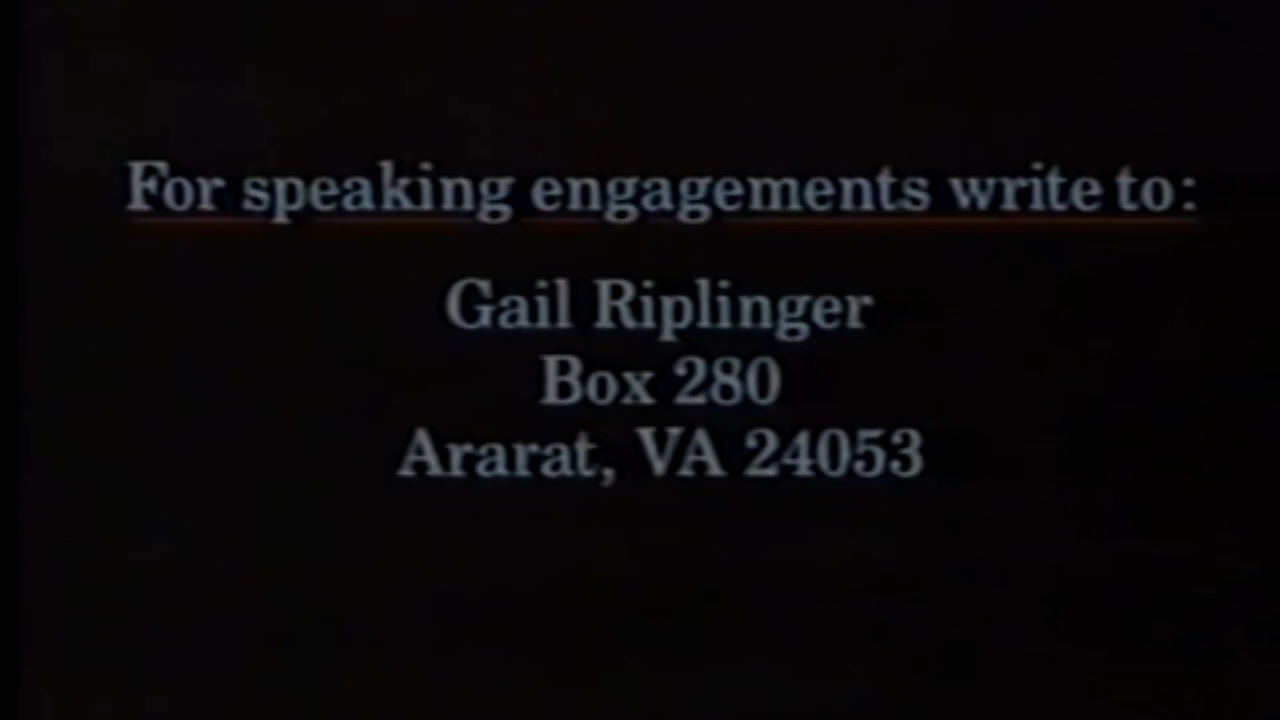 For speaking engagements write to:
Gail Riplinger
Box 280
Ararat, VA 24053